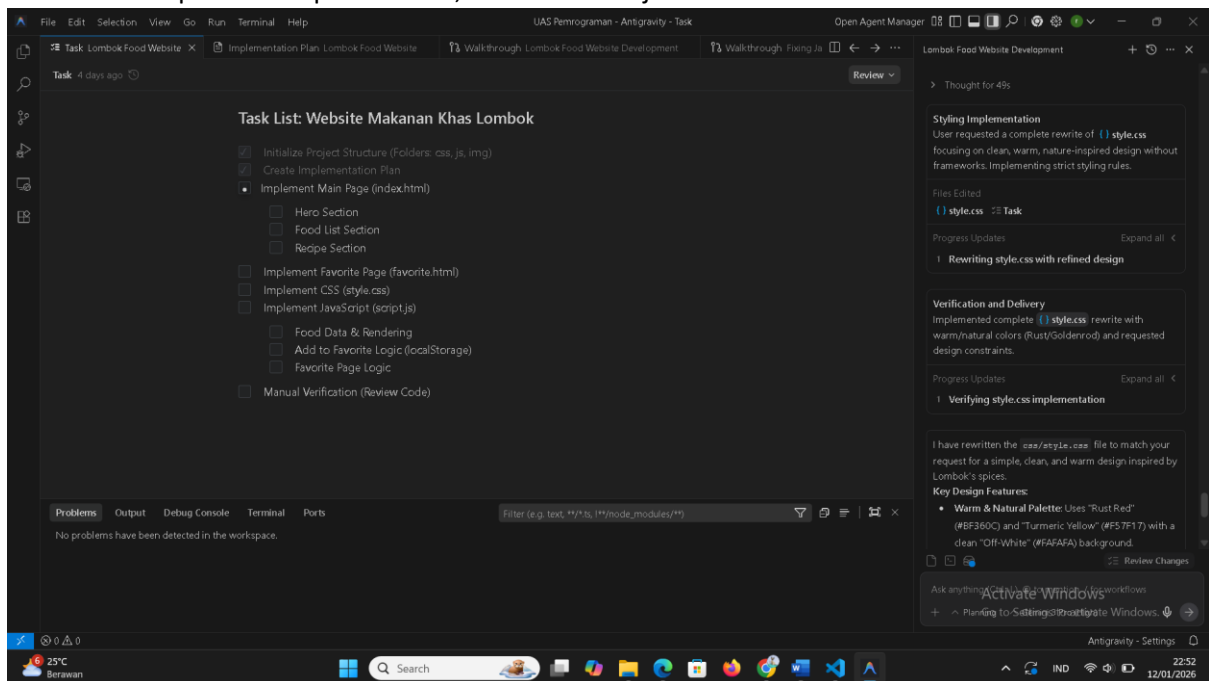 File Edit Selection View Go Run Terminal Help
UAS Pemrograman - Antigravity - Task
Open Agent Manager
Task Lombok Food Website
Implementation Plan Lombok Food Website
Walkthrough Lombok Food Website Development
Walkthrough Fixing Ja
Task 4 days ago
Review
Task List: Website Makanan Khas Lombok
Initialize Project Structure (Folders: css, js, img)
Create Implementation Plan
Implement Main Page (index.html)
Hero Section
Food List Section
Recipe Section
Implement Favorite Page (favorite.html)
Implement CSS (style.css)
Implement JavaScript (script.js)
Food Data & Rendering
Add to Favorite Logic (localStorage)
Favorite Page Logic
Manual Verification (Review Code)
Problems Output Debug Console Terminal Ports
Filter (e.g. text, **/*.ts, !**/node_modules/**)
No problems have been detected in the workspace.
Lombok Food Website Development
Thought for 49s
Styling Implementation
User requested a complete rewrite of {} style.css
focusing on clean, warm, nature-inspired design without
frameworks. Implementing strict styling rules.
Files Edited
{} style.css Task
Progress Updates Expand all
1 Rewriting style.css with refined design
Verification and Delivery
Implemented complete {} style.css rewrite with
warm/natural colors (Rust/Goldenrod) and requested
design constraints.
Progress Updates Expand all
1 Verifying style.css implementation
I have rewritten the css/style.css file to match your
request for a simple, clean, and warm design inspired by
Lombok's spices.
Key Design Features:
• Warm & Natural Palette: Uses "Rust Red"
(#BF360C) and "Turmeric Yellow" (#F57F17) with a
clean "Off-White" (#FAFAFA) background.
Review Changes
Ask anything workflows
Activate Windows
Planning
Go to Settings to activate Windows.
0 0
Antigravity - Settings
6
25°C
Berawan
Search
IND
22:52
12/01/2026